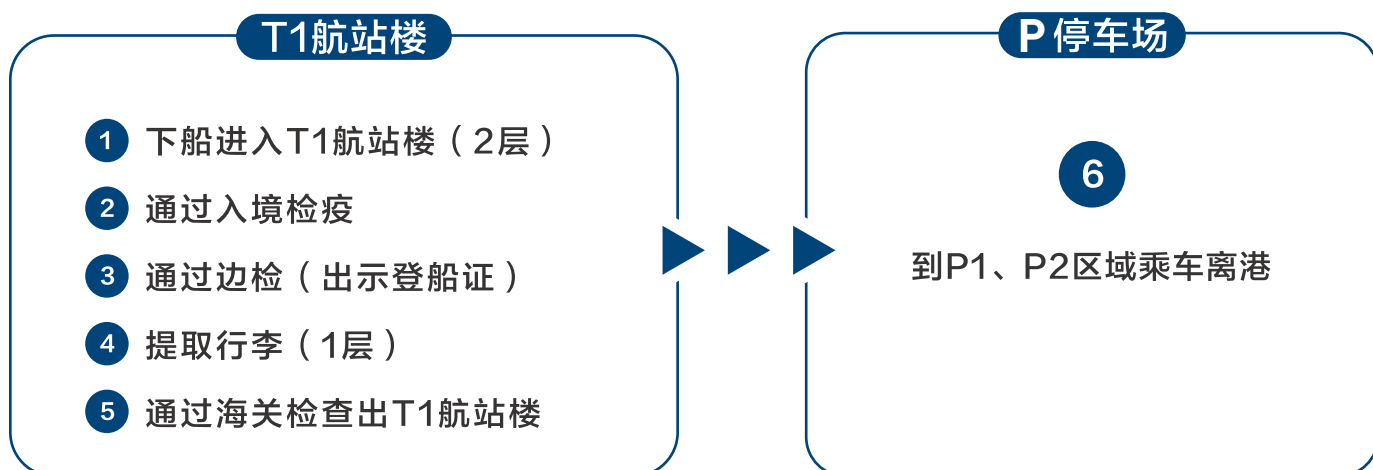 T1航站楼
1 下船进入T1航站楼（2层）
2 通过入境检疫
3 通过边检（出示登船证）
4 提取行李（1层）
5 通过海关检查出T1航站楼
P 停车场
6
到P1、P2区域乘车离港